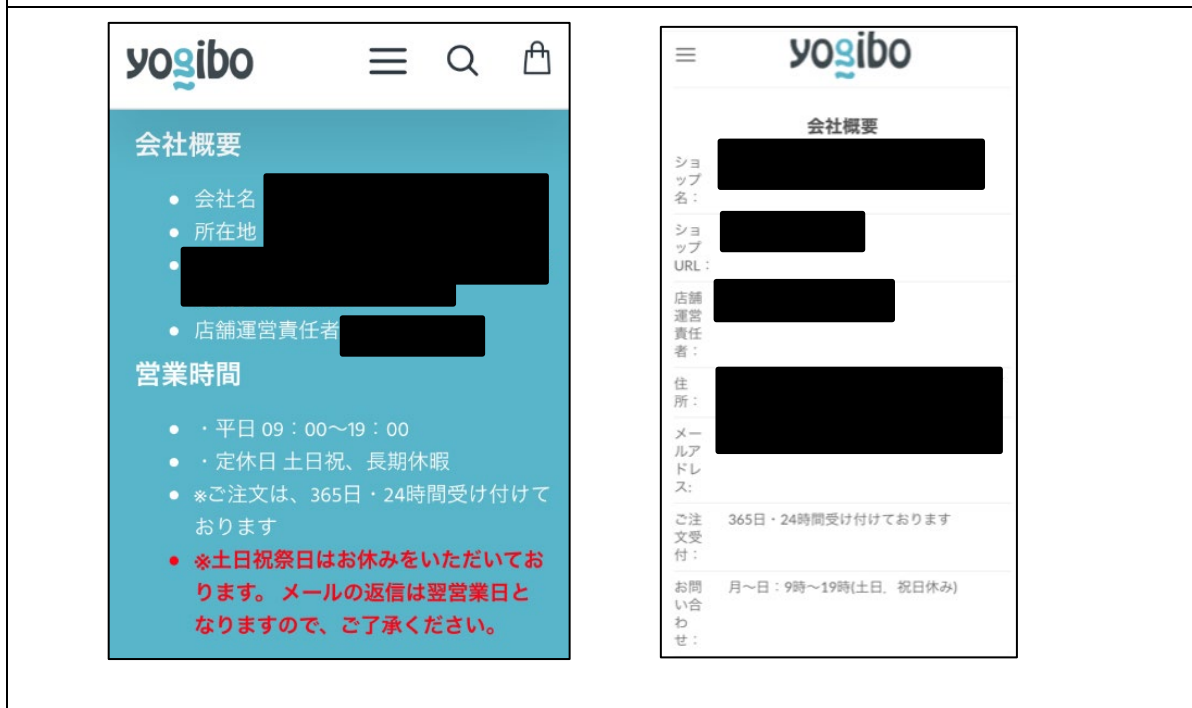 yogibo
会社概要
会社名
所在地
店舗運営責任者
営業時間
・平日 09：00～19：00
・定休日 土日祝、長期休暇
※ご注文は、365日・24時間受け付けて
おります
※土日祝祭日はお休みをいただいてお
ります。 メールの返信は翌営業日と
なりますので、ご了承ください。
yogibo
会社概要
ショ
ップ
名：
ショ
ップ
URL：
店舗
運営
責任
者：
住
所：
メー
ルア
ドレ
ス:
ご注
文受
付：
365日・24時間受け付けております
お問
い合
わ
せ：
月～日：9時～19時(土日, 祝日休み)